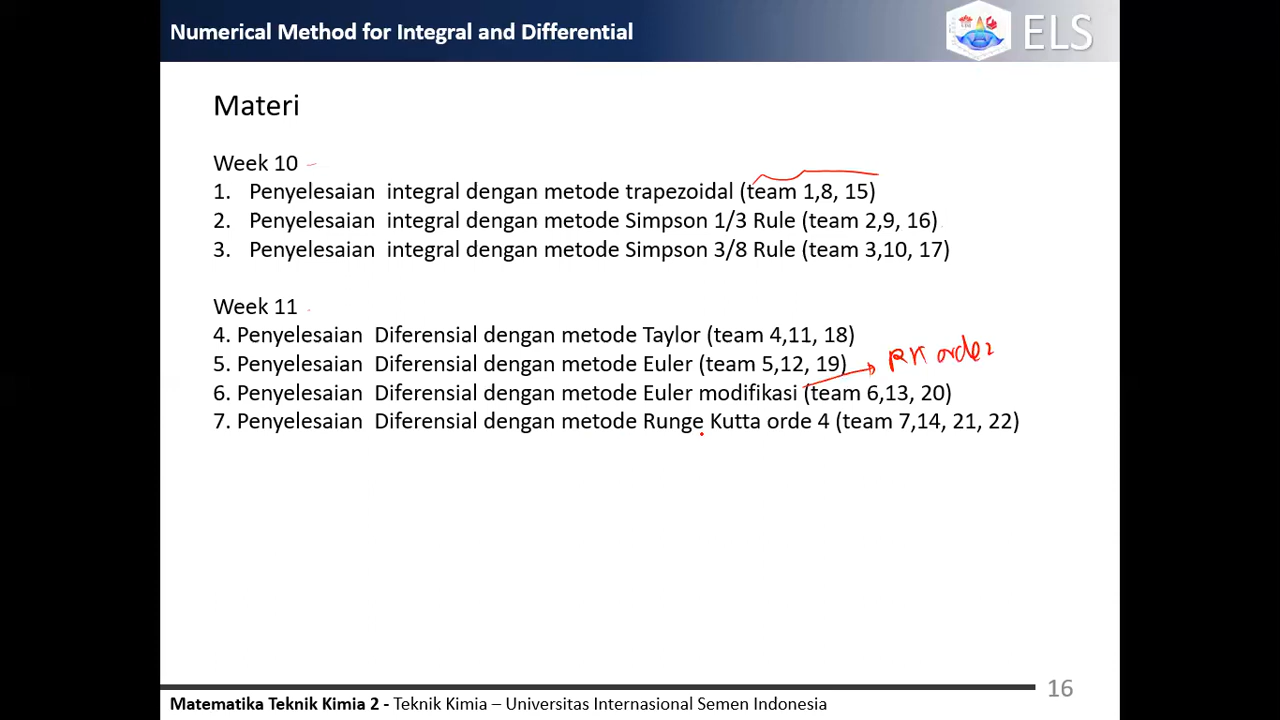 Numerical Method for Integral and Differential
ELS
Materi
Week 10
1. Penyelesaian integral dengan metode trapezoidal (team 1,8, 15)
2. Penyelesaian integral dengan metode Simpson 1/3 Rule (team 2,9, 16)
3. Penyelesaian integral dengan metode Simpson 3/8 Rule (team 3,10, 17)
Week 11
4. Penyelesaian Diferensial dengan metode Taylor (team 4,11, 18)
5. Penyelesaian Diferensial dengan metode Euler (team 5,12, 19)
RK orde 2
6. Penyelesaian Diferensial dengan metode Euler modifikasi (team 6,13, 20)
7. Penyelesaian Diferensial dengan metode Runge Kutta orde 4 (team 7,14, 21, 22)
16
Matematika Teknik Kimia 2 - Teknik Kimia – Universitas Internasional Semen Indonesia